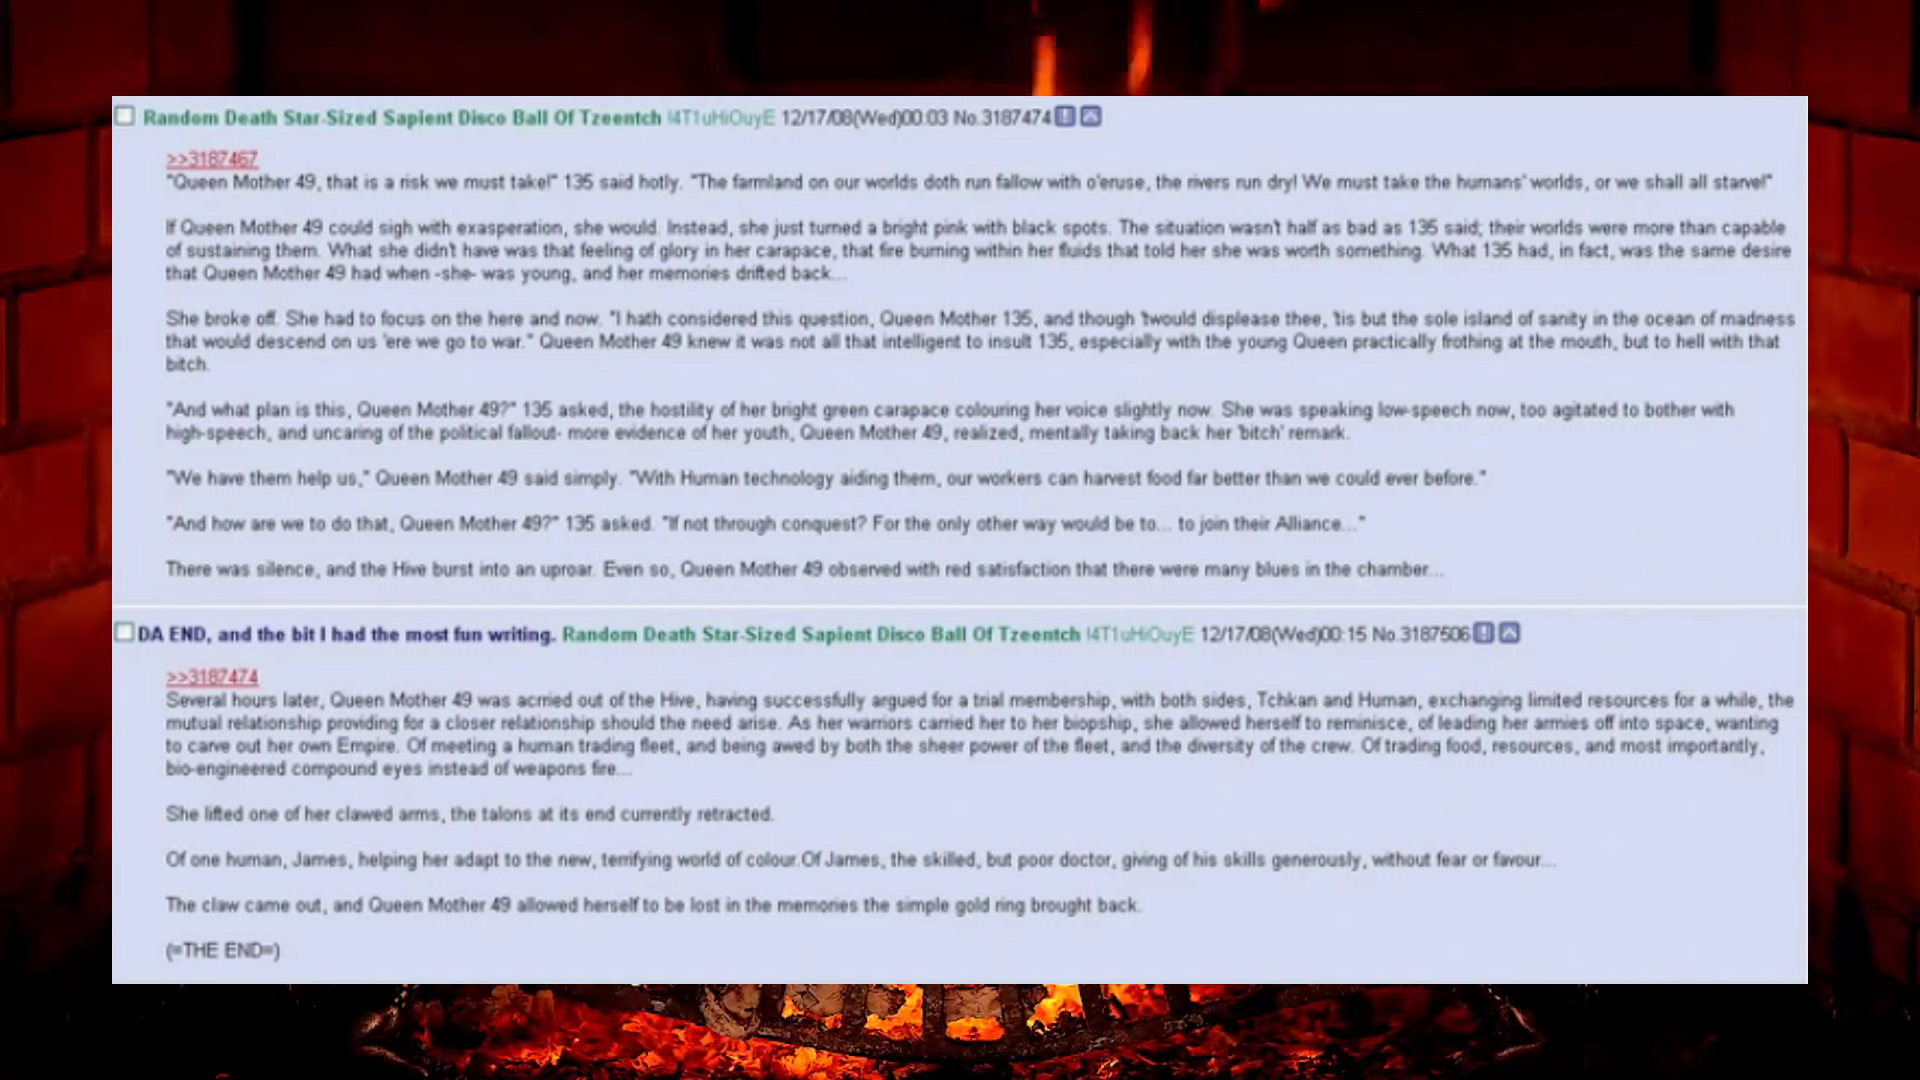 Random Death Star-Sized Sapient Disco Ball Of Tzeentch !4T1uHiOuyE 12/17/08(Wed)00:03 No.3187474
>>3187467
"Queen Mother 49, that is a risk we must take!" 135 said hotly. "The farmland on our worlds doth run fallow with o'eruse, the rivers run dry! We must take the humans' worlds, or we shall all starve!"
If Queen Mother 49 could sigh with exasperation, she would. Instead, she just turned a bright pink with black spots. The situation wasn't half as bad as 135 said; their worlds were more than capable
of sustaining them. What she didn't have was that feeling of glory in her carapace, that fire burning within her fluids that told her she was worth something. What 135 had, in fact, was the same desire
that Queen Mother 49 had when -she- was young, and her memories drifted back...
She broke off. She had to focus on the here and now. "I hath considered this question, Queen Mother 135, and though 'twould displease thee, 'tis but the sole island of sanity in the ocean of madness
that would descend on us 'ere we go to war." Queen Mother 49 knew it was not all that intelligent to insult 135, especially with the young Queen practically frothing at the mouth, but to hell with that
bitch.
"And what plan is this, Queen Mother 49?" 135 asked, the hostility of her bright green carapace colouring her voice slightly now. She was speaking low-speech now, too agitated to bother with
high-speech, and uncaring of the political fallout- more evidence of her youth, Queen Mother 49, realized, mentally taking back her 'bitch' remark.
"We have them help us," Queen Mother 49 said simply. "With Human technology aiding them, our workers can harvest food far better than we could ever before."
"And how are we to do that, Queen Mother 49?" 135 asked. "If not through conquest? For the only other way would be to... to join their Alliance..."
There was silence, and the Hive burst into an uproar. Even so, Queen Mother 49 observed with red satisfaction that there were many blues in the chamber...
DA END, and the bit I had the most fun writing. Random Death Star-Sized Sapient Disco Ball Of Tzeentch !4T1uHiOuyE 12/17/08(Wed)00:15 No.3187506
>>3187474
Several hours later, Queen Mother 49 was acrried out of the Hive, having successfully argued for a trial membership, with both sides, Tchkan and Human, exchanging limited resources for a while, the
mutual relationship providing for a closer relationship should the need arise. As her warriors carried her to her biopship, she allowed herself to reminisce, of leading her armies off into space, wanting
to carve out her own Empire. Of meeting a human trading fleet, and being awed by both the sheer power of the fleet, and the diversity of the crew. Of trading food, resources, and most importantly,
bio-engineered compound eyes instead of weapons fire...
She lifted one of her clawed arms, the talons at its end currently retracted.
Of one human, James, helping her adapt to the new, terrifying world of colour.Of James, the skilled, but poor doctor, giving of his skills generously, without fear or favour...
The claw came out, and Queen Mother 49 allowed herself to be lost in the memories the simple gold ring brought back.
(=THE END=)